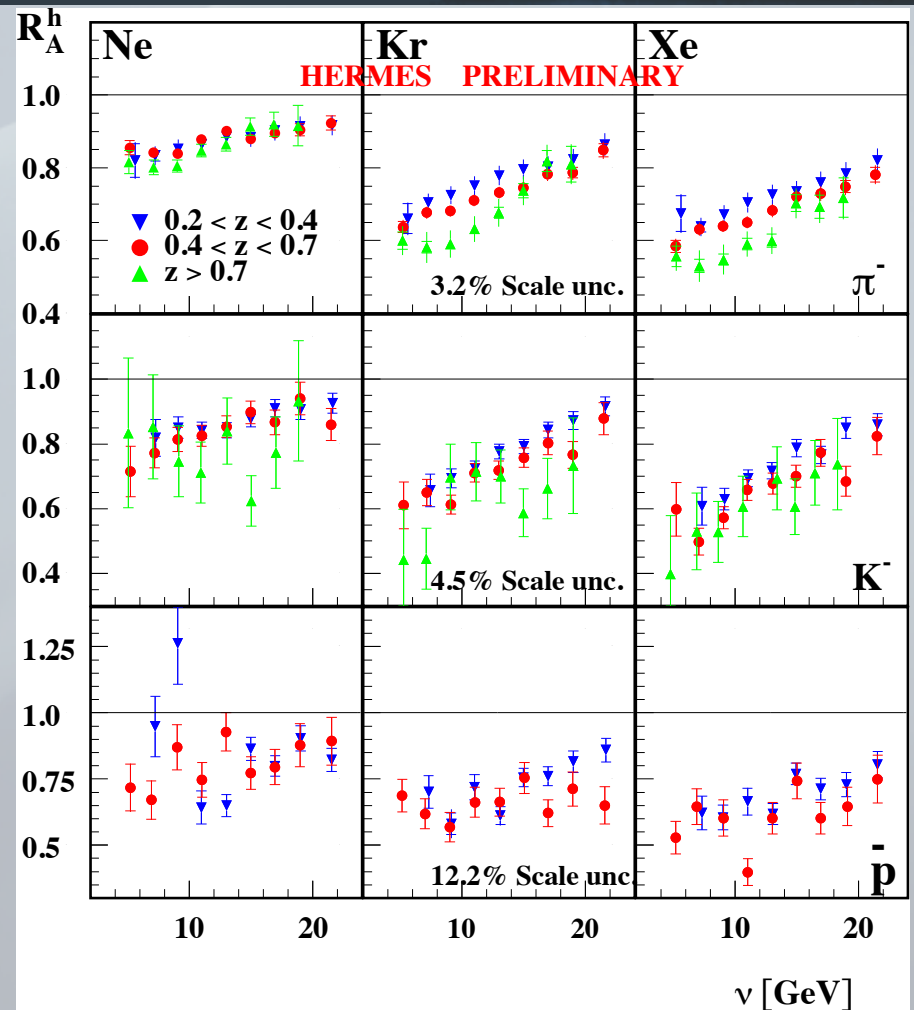 R_A^h
Ne Kr Xe
HERMES PRELIMINARY
1.0
0.8
0.2 < z < 0.4
0.4 < z < 0.7
z > 0.7
0.6
3.2% Scale unc.
π⁻
0.4
1.0
0.8
0.6
0.4
4.5% Scale unc.
K⁻
1.25
1.0
0.75
0.5
12.2% Scale unc.
p̄
10 20 10 20 10 20
ν [GeV]